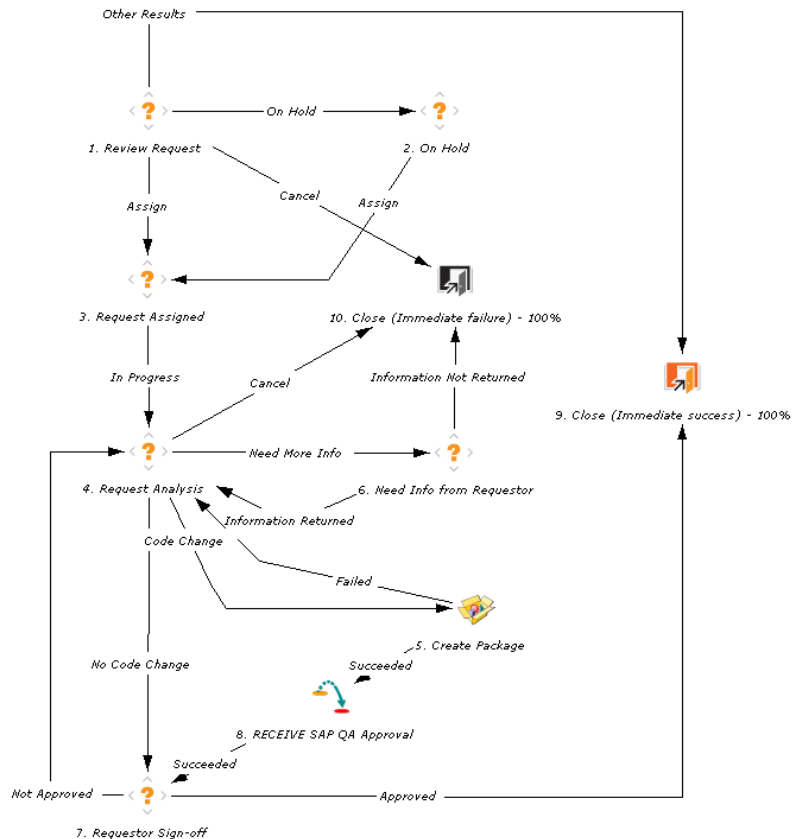 Other Results
On Hold
1. Review Request
2. On Hold
Cancel
Assign
Assign
3. Request Assigned
10. Close (Immediate failure) - 100%
In Progress
Cancel
Information Not Returned
9. Close (Immediate success) - 100%
Need More Info
4. Request Analysis
6. Need Info from Requestor
Information Returned
Code Change
Failed
5. Create Package
No Code Change
Succeeded
8. RECEIVE SAP QA Approval
Succeeded
Not Approved
Approved
7. Requestor Sign-off